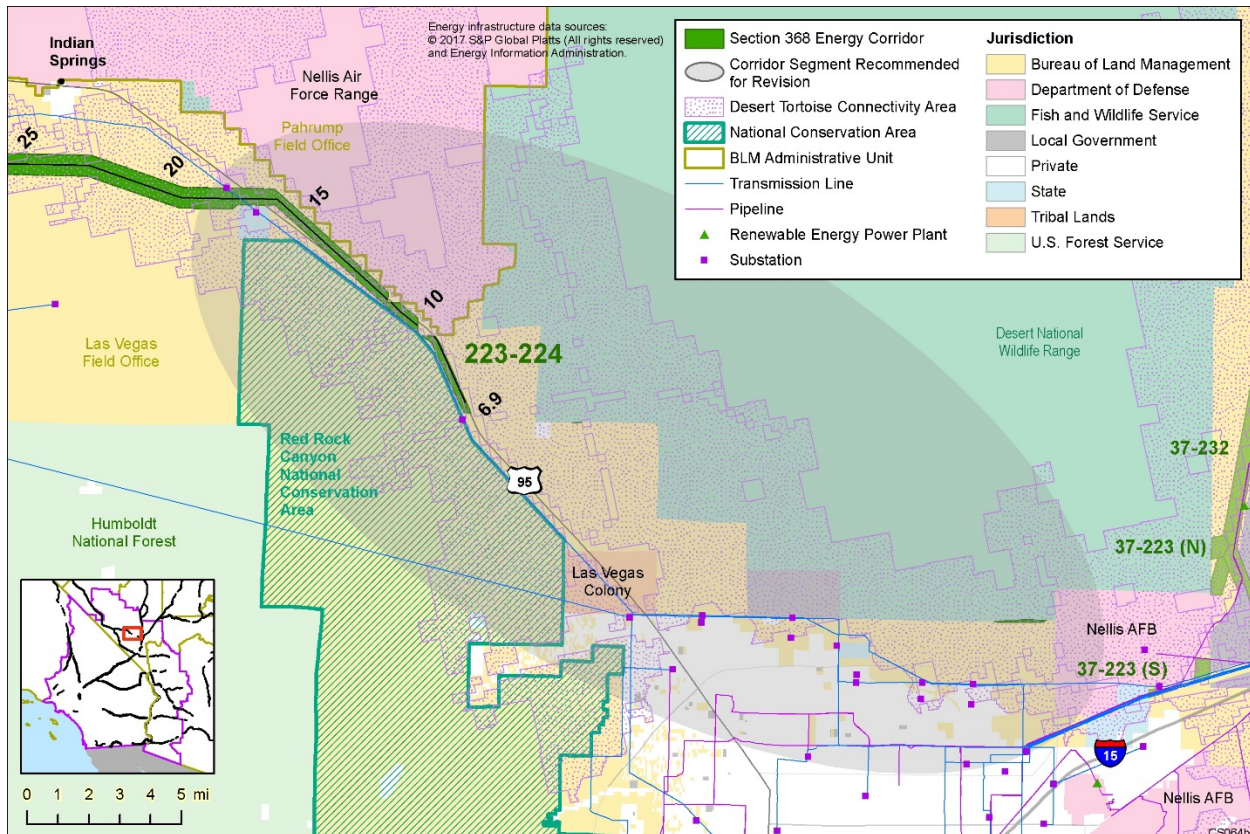 Energy infrastructure data sources:
© 2017 S&P Global Platts (All rights reserved)
and Energy Information Administration.
Indian
Springs
Nellis Air
Force Range
Pahrump
Field Office
25
20
15
10
6.9
223-224
Las Vegas
Field Office
Desert National
Wildlife Range
Red Rock
Canyon
National
Conservation
Area
95
37-232
Humboldt
National Forest
37-223 (N)
Las Vegas
Colony
Nellis AFB
37-223 (S)
15
Nellis AFB
0 1 2 3 4 5 mi
Section 368 Energy Corridor
Corridor Segment Recommended
for Revision
Desert Tortoise Connectivity Area
National Conservation Area
BLM Administrative Unit
Transmission Line
Pipeline
Renewable Energy Power Plant
Substation
Jurisdiction
Bureau of Land Management
Department of Defense
Fish and Wildlife Service
Local Government
Private
State
Tribal Lands
U.S. Forest Service